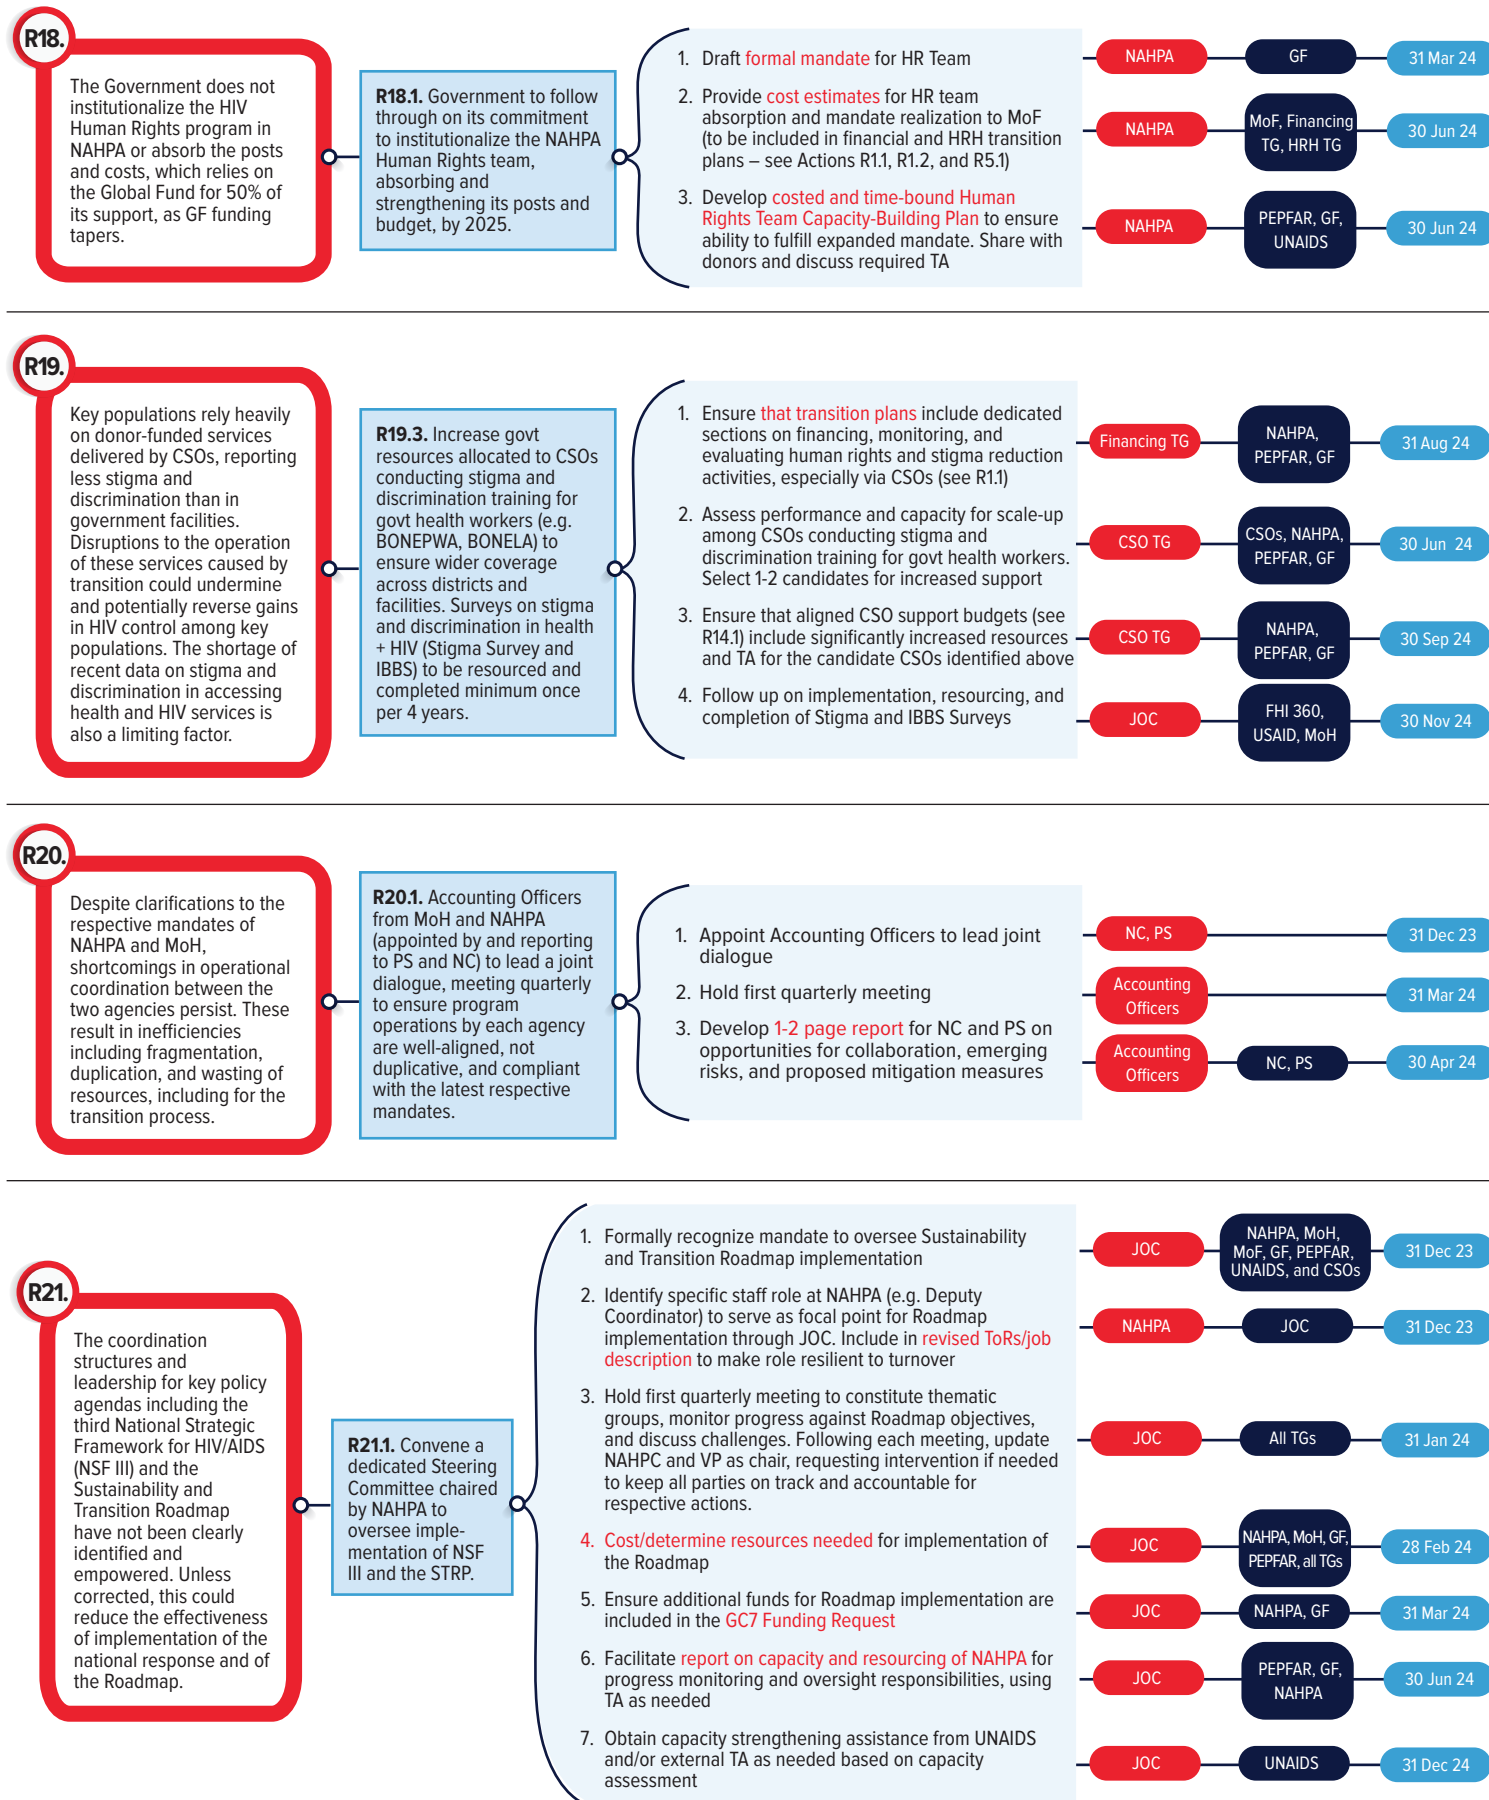 R18.
The Government does not
institutionalize the HIV
Human Rights program in
NAHPA or absorb the posts
and costs, which relies on
the Global Fund for 50% of
its support, as GF funding
tapers.
R18.1. Government to follow
through on its commitment
to institutionalize the NAHPA
Human Rights team,
absorbing and
strengthening its posts and
budget, by 2025.
1. Draft formal mandate for HR Team
NAHPA
GF
31 Mar 24
2. Provide cost estimates for HR team
absorption and mandate realization to MoF
(to be included in financial and HRH transition
plans – see Actions R1.1, R1.2, and R5.1)
NAHPA
MoF, Financing
TG, HRH TG
30 Jun 24
3. Develop costed and time-bound Human
Rights Team Capacity-Building Plan to ensure
ability to fulfill expanded mandate. Share with
donors and discuss required TA
NAHPA
PEPFAR, GF,
UNAIDS
30 Jun 24
R19.
Key populations rely heavily
on donor-funded services
delivered by CSOs, reporting
less stigma and
discrimination than in
government facilities.
Disruptions to the operation
of these services caused by
transition could undermine
and potentially reverse gains
in HIV control among key
populations. The shortage of
recent data on stigma and
discrimination in accessing
health and HIV services is
also a limiting factor.
R19.3. Increase govt
resources allocated to CSOs
conducting stigma and
discrimination training for
govt health workers (e.g.
BONEPWA, BONELA) to
ensure wider coverage
across districts and
facilities. Surveys on stigma
and discrimination in health
+ HIV (Stigma Survey and
IBBS) to be resourced and
completed minimum once
per 4 years.
1. Ensure that transition plans include dedicated
sections on financing, monitoring, and
evaluating human rights and stigma reduction
activities, especially via CSOs (see R1.1)
Financing TG
NAHPA,
PEPFAR, GF
31 Aug 24
2. Assess performance and capacity for scale-up
among CSOs conducting stigma and
discrimination training for govt health workers.
Select 1-2 candidates for increased support
CSO TG
CSOs, NAHPA,
PEPFAR, GF
30 Jun 24
3. Ensure that aligned CSO support budgets (see
R14.1) include significantly increased resources
and TA for the candidate CSOs identified above
CSO TG
NAHPA,
PEPFAR, GF
30 Sep 24
4. Follow up on implementation, resourcing, and
completion of Stigma and IBBS Surveys
JOC
FHI 360,
USAID, MoH
30 Nov 24
R20.
Despite clarifications to the
respective mandates of
NAHPA and MoH,
shortcomings in operational
coordination between the
two agencies persist. These
result in inefficiencies
including fragmentation,
duplication, and wasting of
resources, including for the
transition process.
R20.1. Accounting Officers
from MoH and NAHPA
(appointed by and reporting
to PS and NC) to lead a joint
dialogue, meeting quarterly
to ensure program
operations by each agency
are well-aligned, not
duplicative, and compliant
with the latest respective
mandates.
1. Appoint Accounting Officers to lead joint
dialogue
NC, PS
31 Dec 23
2. Hold first quarterly meeting
Accounting
Officers
31 Mar 24
3. Develop 1-2 page report for NC and PS on
opportunities for collaboration, emerging
risks, and proposed mitigation measures
Accounting
Officers
NC, PS
30 Apr 24
R21.
The coordination
structures and
leadership for key policy
agendas including the
third National Strategic
Framework for HIV/AIDS
(NSF III) and the
Sustainability and
Transition Roadmap
have not been clearly
identified and
empowered. Unless
corrected, this could
reduce the effectiveness
of implementation of the
national response and of
the Roadmap.
R21.1. Convene a
dedicated Steering
Committee chaired
by NAHPA to
oversee imple-
mentation of NSF
III and the STRP.
1. Formally recognize mandate to oversee Sustainability
and Transition Roadmap implementation
JOC
NAHPA, MoH,
MoF, GF, PEPFAR,
UNAIDS, and CSOs
31 Dec 23
2. Identify specific staff role at NAHPA (e.g. Deputy
Coordinator) to serve as focal point for Roadmap
implementation through JOC. Include in revised ToRs/job
description to make role resilient to turnover
NAHPA
JOC
31 Dec 23
3. Hold first quarterly meeting to constitute thematic
groups, monitor progress against Roadmap objectives,
and discuss challenges. Following each meeting, update
NAHPC and VP as chair, requesting intervention if needed
to keep all parties on track and accountable for
respective actions.
JOC
All TGs
31 Jan 24
4. Cost/determine resources needed for implementation of
the Roadmap
JOC
NAHPA, MoH, GF,
PEPFAR, all TGs
28 Feb 24
5. Ensure additional funds for Roadmap implementation are
included in the GC7 Funding Request
JOC
NAHPA, GF
31 Mar 24
6. Facilitate report on capacity and resourcing of NAHPA for
progress monitoring and oversight responsibilities, using
TA as needed
JOC
PEPFAR, GF,
NAHPA
30 Jun 24
7. Obtain capacity strengthening assistance from UNAIDS
and/or external TA as needed based on capacity
assessment
JOC
UNAIDS
31 Dec 24